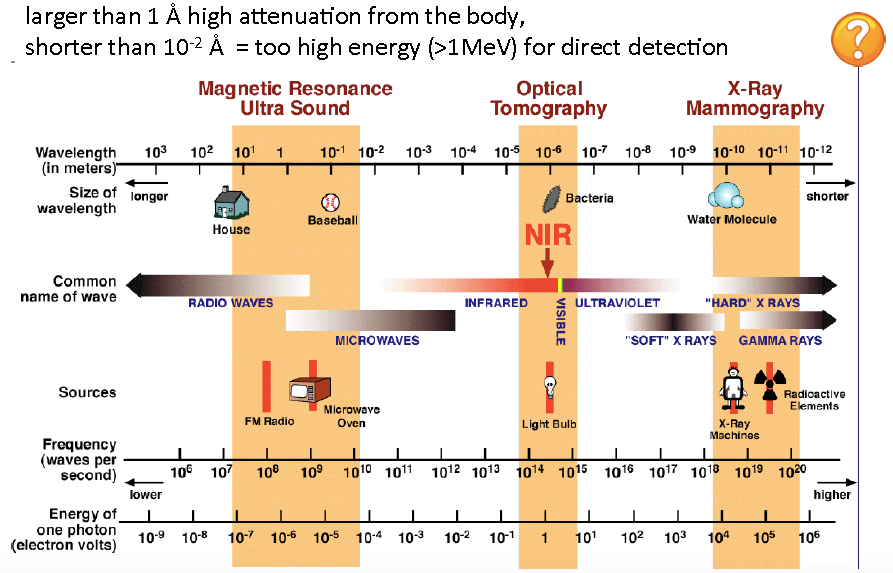 larger than 1 Å high attenuation from the body,
shorter than 10⁻² Å = too high energy (>1MeV) for direct detection
?
Magnetic Resonance
Ultra Sound
Optical
Tomography
X-Ray
Mammography
Wavelength
(in meters)
10³ 10² 10¹ 1 10⁻¹ 10⁻² 10⁻³ 10⁻⁴ 10⁻⁵ 10⁻⁶ 10⁻⁷ 10⁻⁸ 10⁻⁹ 10⁻¹⁰ 10⁻¹¹ 10⁻¹²
Size of
wavelength
longer
House
Baseball
Bacteria
Water Molecule
shorter
NIR
Common
name of wave
RADIO WAVES
INFRARED
VISIBLE
ULTRAVIOLET
"HARD" X RAYS
MICROWAVES
"SOFT" X RAYS
GAMMA RAYS
Sources
FM Radio
Microwave
Oven
Light Bulb
X-Ray
Machines
Radioactive
Elements
Frequency
(waves per
second)
10⁶ 10⁷ 10⁸ 10⁹ 10¹⁰ 10¹¹ 10¹² 10¹³ 10¹⁴ 10¹⁵ 10¹⁶ 10¹⁷ 10¹⁸ 10¹⁹ 10²⁰
lower
higher
Energy of
one photon
(electron volts)
10⁻⁹ 10⁻⁸ 10⁻⁷ 10⁻⁶ 10⁻⁵ 10⁻⁴ 10⁻³ 10⁻² 10⁻¹ 1 10¹ 10² 10³ 10⁴ 10⁵ 10⁶